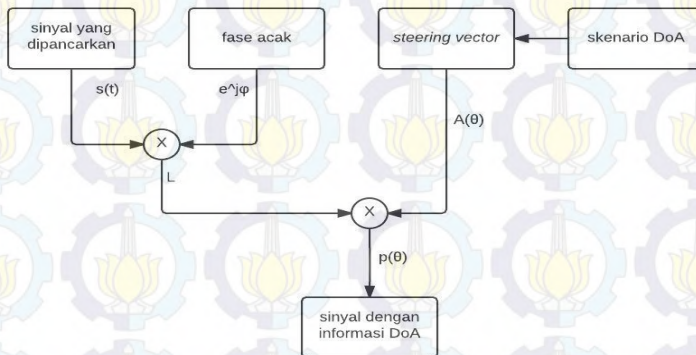 sinyal yang
dipancarkan
fase acak
steering vector
skenario DoA
s(t)
e^jφ
A(θ)
X
L
X
p(θ)
sinyal dengan
informasi DoA